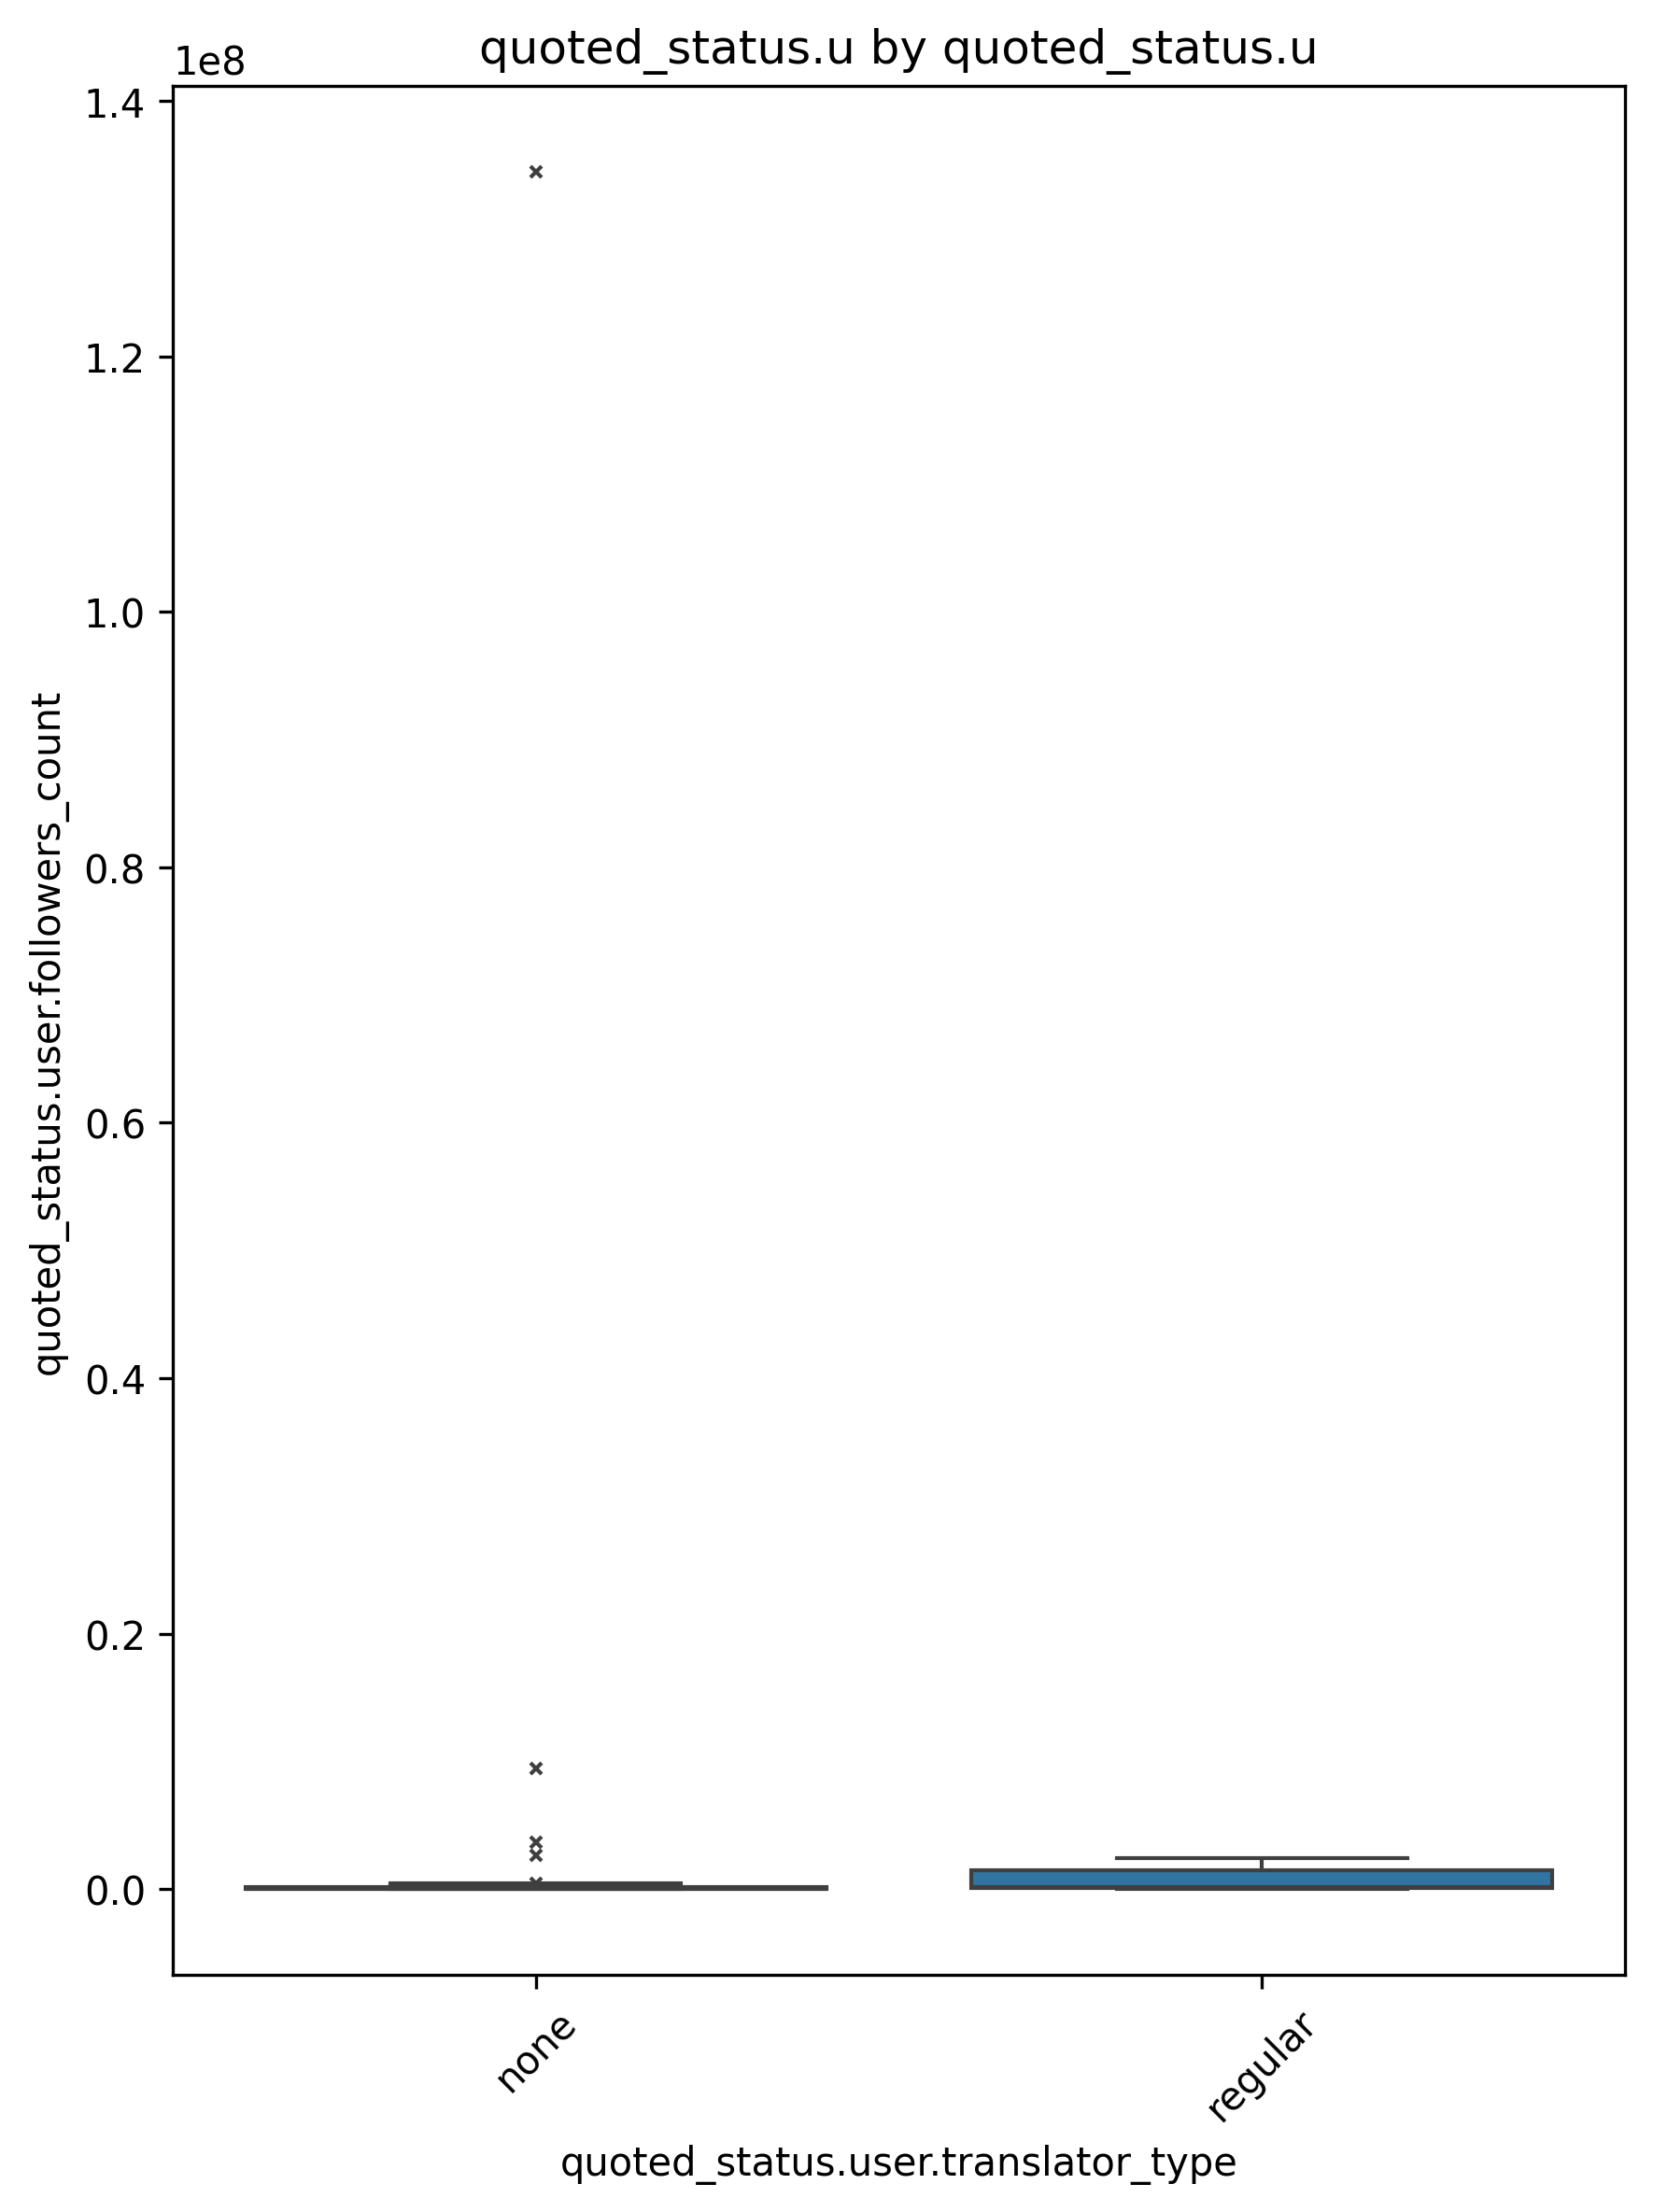 quoted_status.u by quoted_status.u
1e8
1.4
1.2
1.0
0.8
0.6
0.4
0.2
0.0
quoted_status.user.followers_count
none
regular
quoted_status.user.translator_type